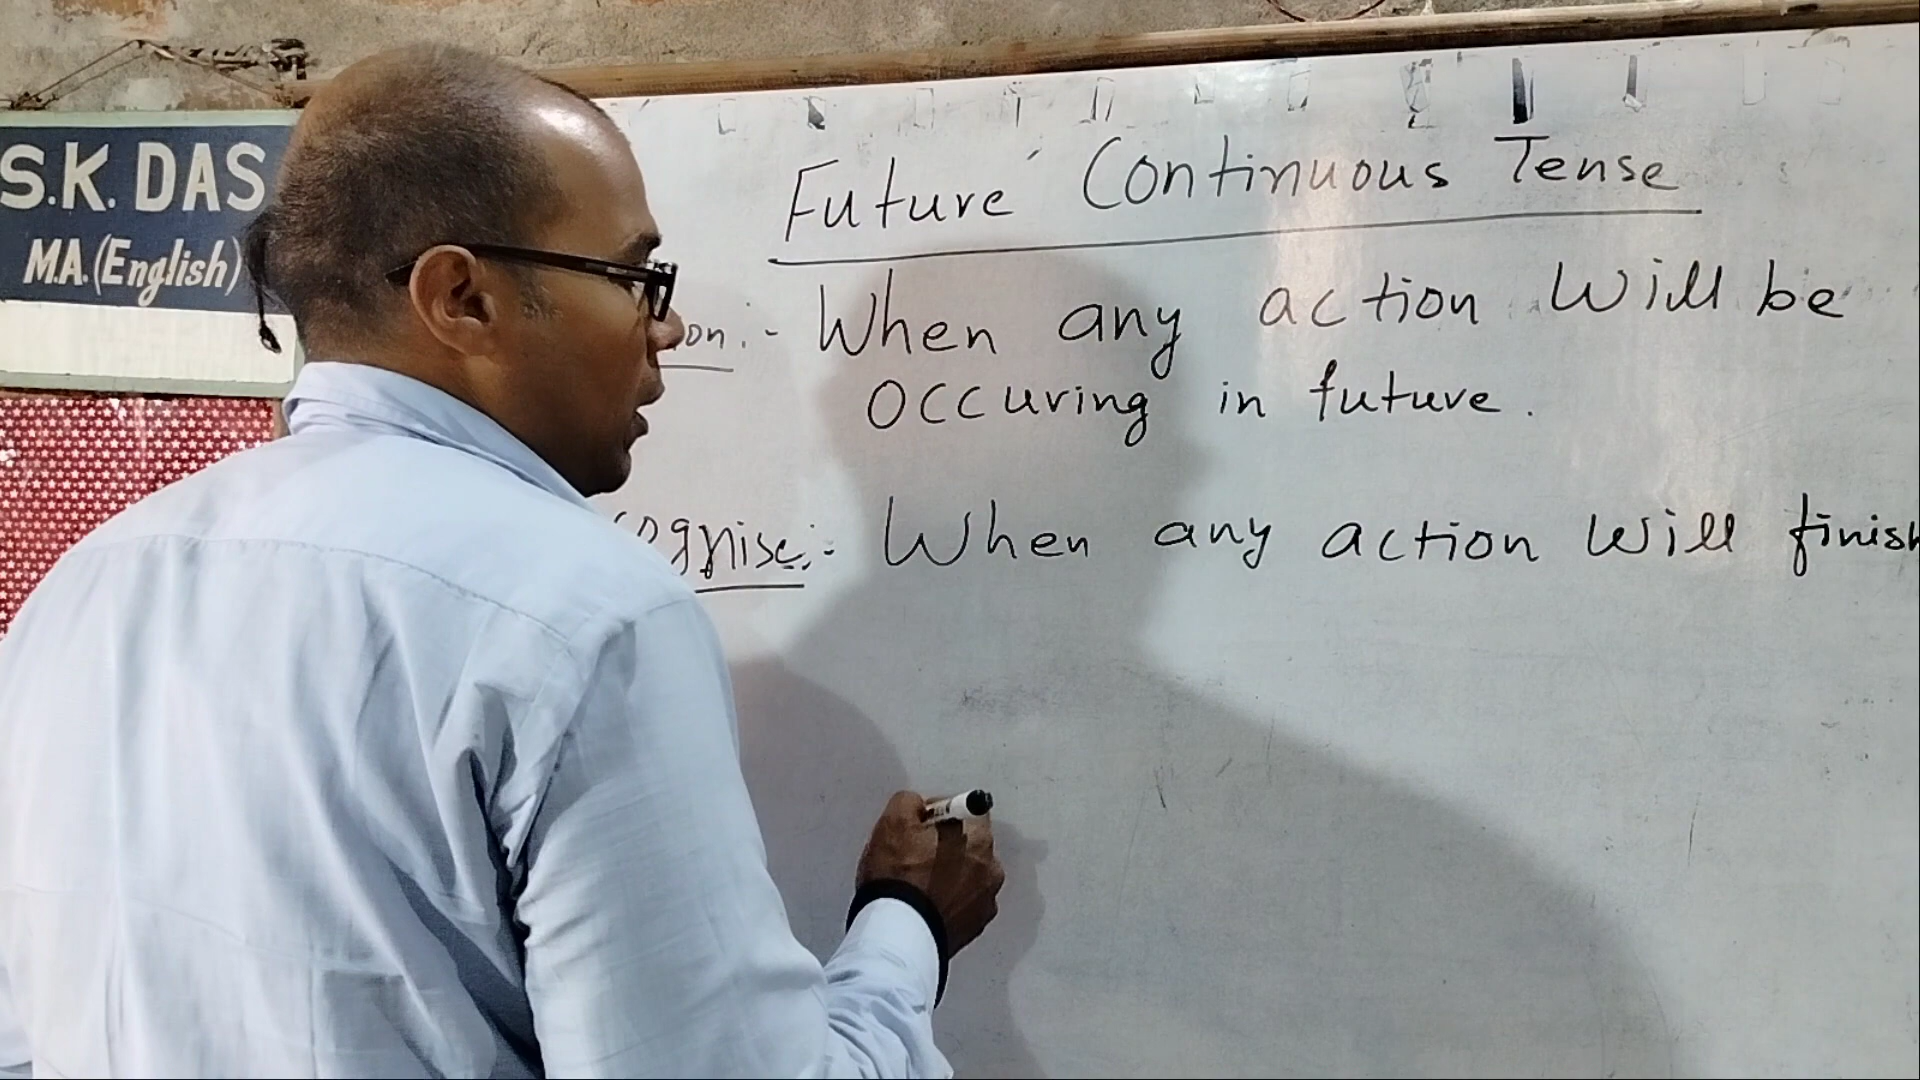 S.K. DAS
M.A. (English)
Future Continuous Tense
on :- When any action will be
occuring in future.
ognise :- When any action will finish